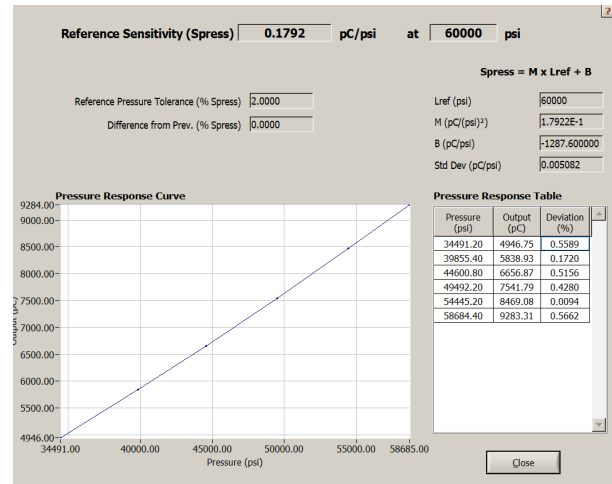 ?
Reference Sensitivity (Spress) 0.1792 pC/psi at 60000 psi
Spress = M x Lref + B
Reference Pressure Tolerance (% Spress) 2.0000
Difference from Prev. (% Spress) 0.0000
Lref (psi) 60000
M (pC/(psi)²) 1.7922E-1
B (pC/psi) -1287.600000
Std Dev (pC/psi) 0.005082
Pressure Response Curve
9284.00
9000.00
8500.00
8000.00
7500.00
7000.00
6500.00
6000.00
5500.00
4946.00
Output (pC)
34491.00 40000.00 45000.00 50000.00 55000.00 58685.00
Pressure (psi)
Pressure Response Table
Pressure (psi) Output (pC) Deviation (%)
34491.20 4946.75 0.5589
39855.40 5838.93 0.1720
44600.80 6656.87 0.5156
49492.20 7541.79 0.4280
54445.20 8469.08 0.0094
58684.40 9283.31 0.5662
Close